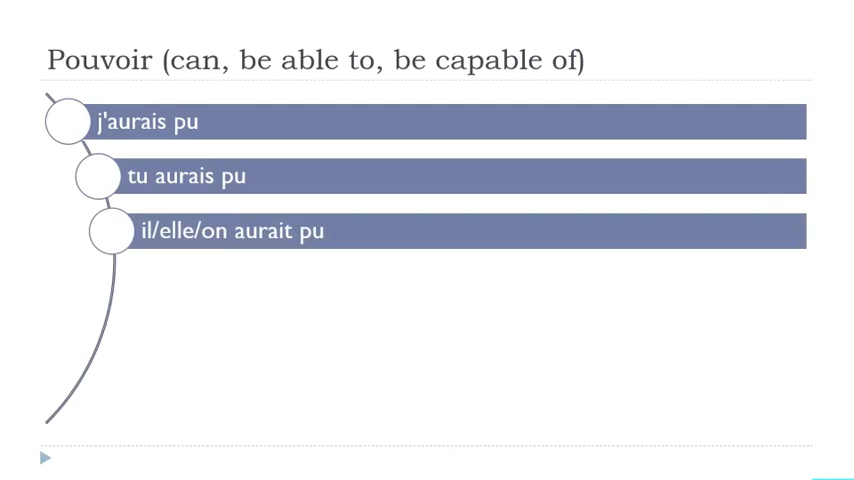 Pouvoir (can, be able to, be capable of)
j'aurais pu
tu aurais pu
il/elle/on aurait pu